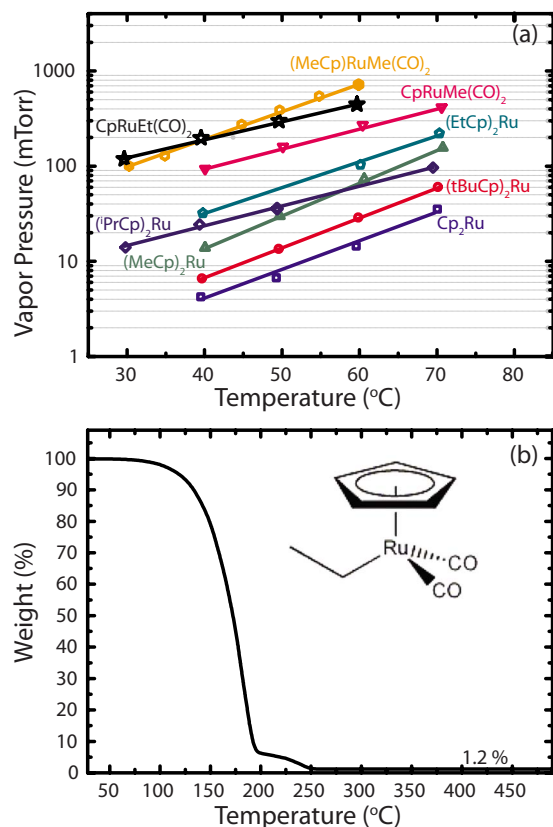 (a)
1000
100
10
1
Vapor Pressure (mTorr)
(MeCp)RuMe(CO)₂
CpRuEt(CO)₂
CpRuMe(CO)₂
(EtCp)₂Ru
(ⁱPrCp)₂Ru
(tBuCp)₂Ru
(MeCp)₂Ru
Cp₂Ru
30 40 50 60 70 80
Temperature (°C)
(b)
100
90
80
70
60
50
40
30
20
10
0
Weight (%)
Ru
CO
CO
1.2 %
50 100 150 200 250 300 350 400 450
Temperature (°C)